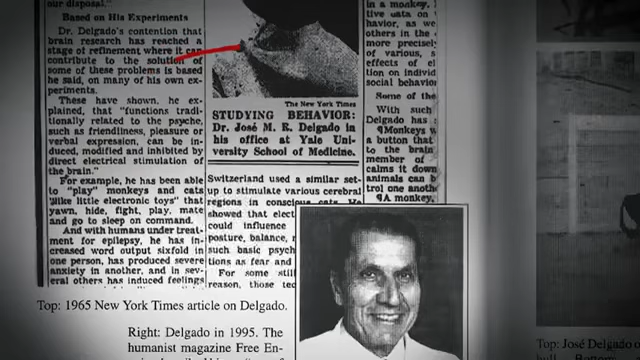 our disposal."
Based on His Experiments
Dr. Delgado's contention that
brain research has reached a
stage of refinement where it can
contribute to the solution of
some of these problems is based
he said, on many of his own ex-
periments.
These have shown, he ex-
plained, that "functions tradi-
tionally related to the psyche,
such as friendliness, pleasure or
verbal expression, can be in-
duced, modified and inhibited by
direct electrical stimulation of
the brain."
For example, he has been able
to "play" monkeys and cats
"like little electronic toys" that
yawn, hide, fight, play, mate
and go to sleep on command.
And with humans under treat-
ment for epilepsy, he has in-
creased word output sixfold in
one person, has produced severe
anxiety in another, and in sev-
eral others has induced feelings
The New York Times
STUDYING BEHAVIOR:
Dr. José M. R. Delgado in
his office at Yale Uni-
versity School of Medicine.
Switzerland used a similar set-
up to stimulate various cerebral
regions in conscious cats. He
showed that elect
could influence
posture, balance,
such basic psych
tions as fear and
For some still
reason, those tec
in a monkey.
tive data on
havior, as we
others in the
more precisel
of various, s
effects of el
tion on individ
social behavior
Some of the
With such
Delgado has
¶Monkeys w
a button that
to the brain
member of
calms it down
animals can b
trol one anoth
¶A monkey,
Top: 1965 New York Times article on Delgado.
Right: Delgado in 1995. The
humanist magazine Free En-
Top: José Delgado